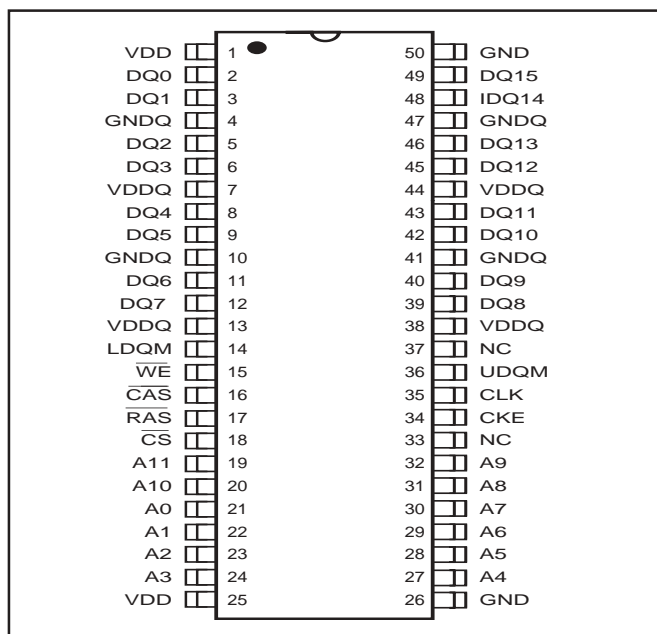 VDD 1 50 GND
DQ0 2 49 DQ15
DQ1 3 48 IDQ14
GNDQ 4 47 GNDQ
DQ2 5 46 DQ13
DQ3 6 45 DQ12
VDDQ 7 44 VDDQ
DQ4 8 43 DQ11
DQ5 9 42 DQ10
GNDQ 10 41 GNDQ
DQ6 11 40 DQ9
DQ7 12 39 DQ8
VDDQ 13 38 VDDQ
LDQM 14 37 NC
W̅E̅ 15 36 UDQM
C̅A̅S̅ 16 35 CLK
R̅A̅S̅ 17 34 CKE
C̅S̅ 18 33 NC
A11 19 32 A9
A10 20 31 A8
A0 21 30 A7
A1 22 29 A6
A2 23 28 A5
A3 24 27 A4
VDD 25 26 GND